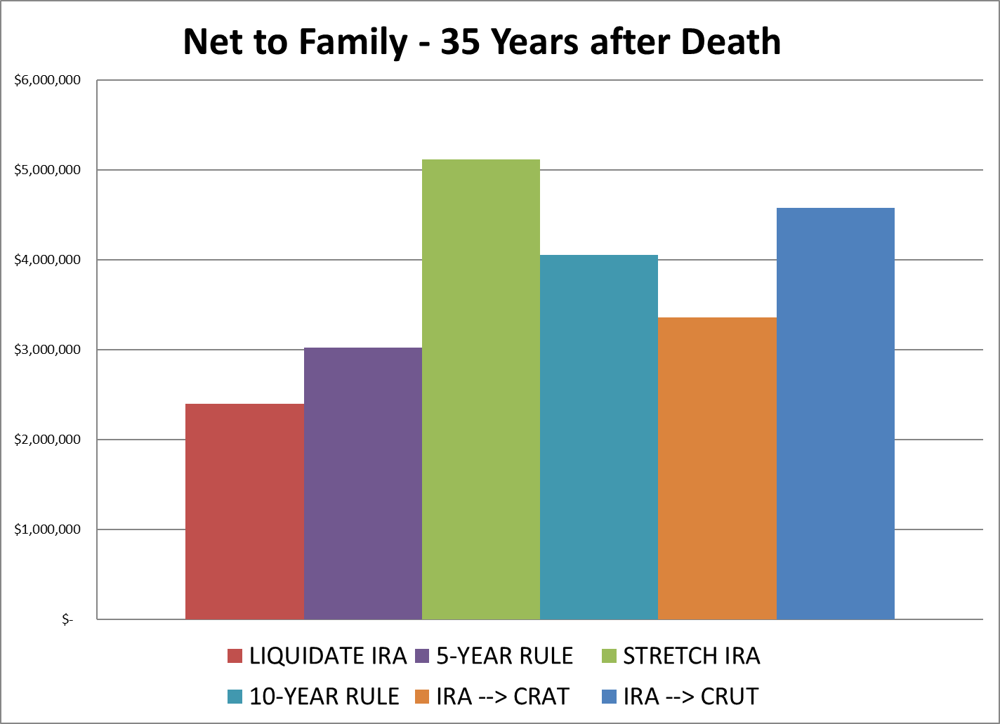 Net to Family - 35 Years after Death
$6,000,000
$5,000,000
$4,000,000
$3,000,000
$2,000,000
$1,000,000
$-
LIQUIDATE IRA 5-YEAR RULE STRETCH IRA
10-YEAR RULE IRA --> CRAT IRA --> CRUT